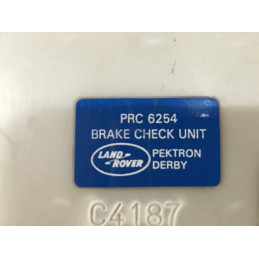 PRC 6254
BRAKE CHECK UNIT
LAND ROVER
PEKTRON
DERBY
C4187